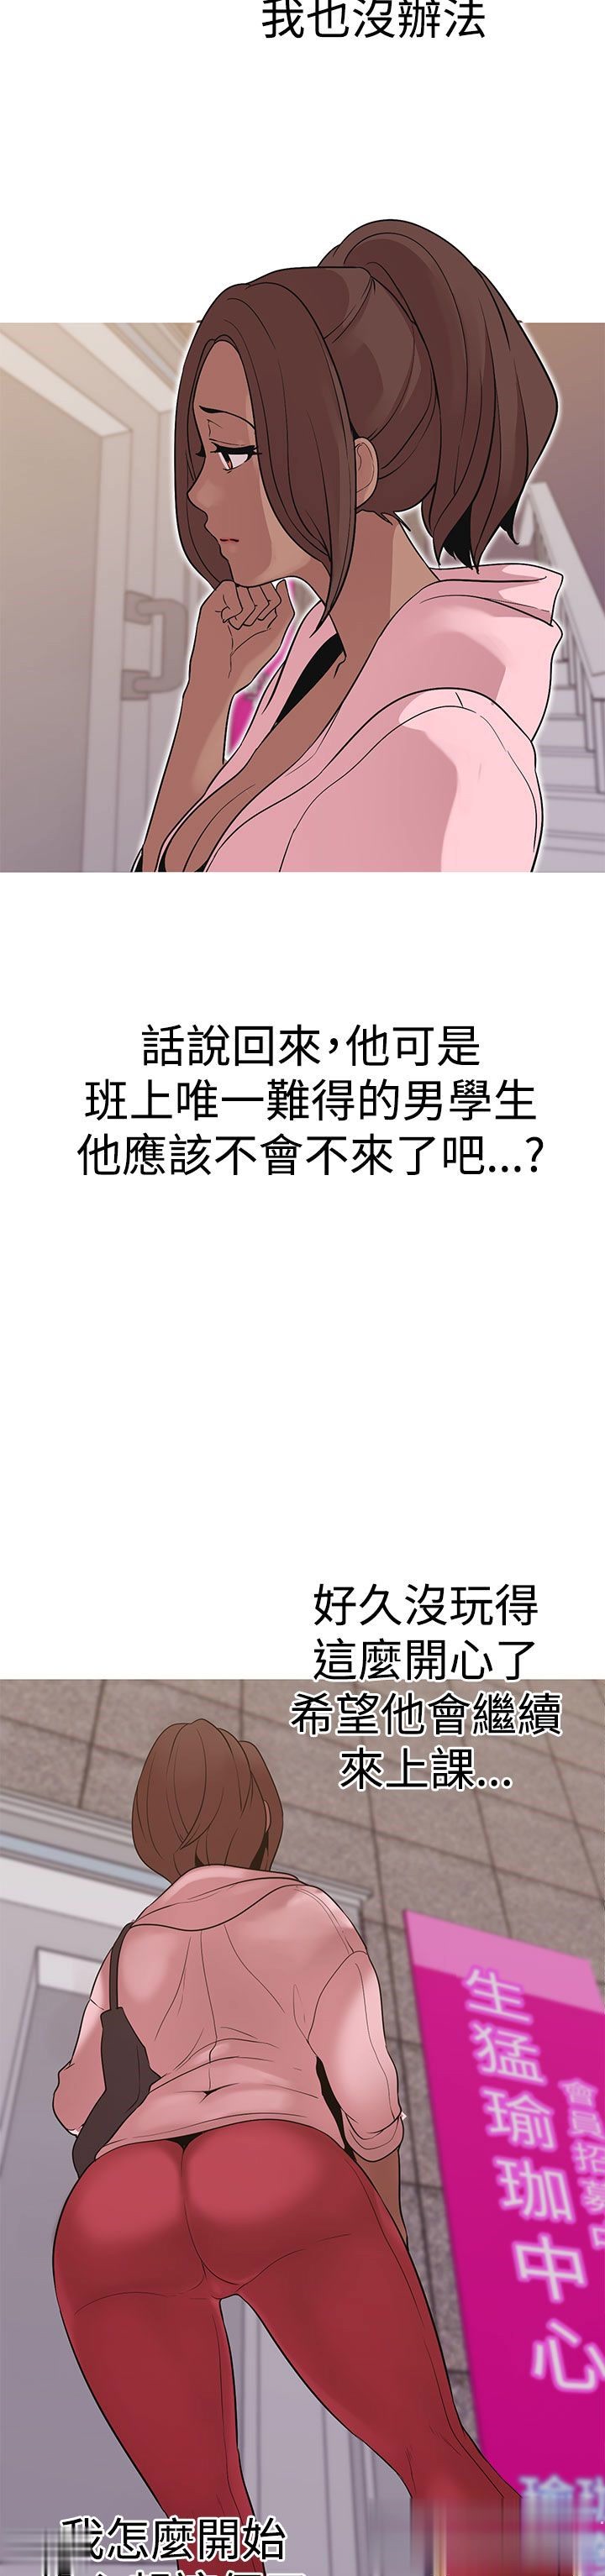 我也沒辦法
話說回來，他可是
班上唯一難得的男學生
他應該不會不來了吧...?
好久沒玩得
這麼開心了
希望他會繼續
來上課...
生猛瑜珈中心
會員招募中
瑜珈
我怎麼開始